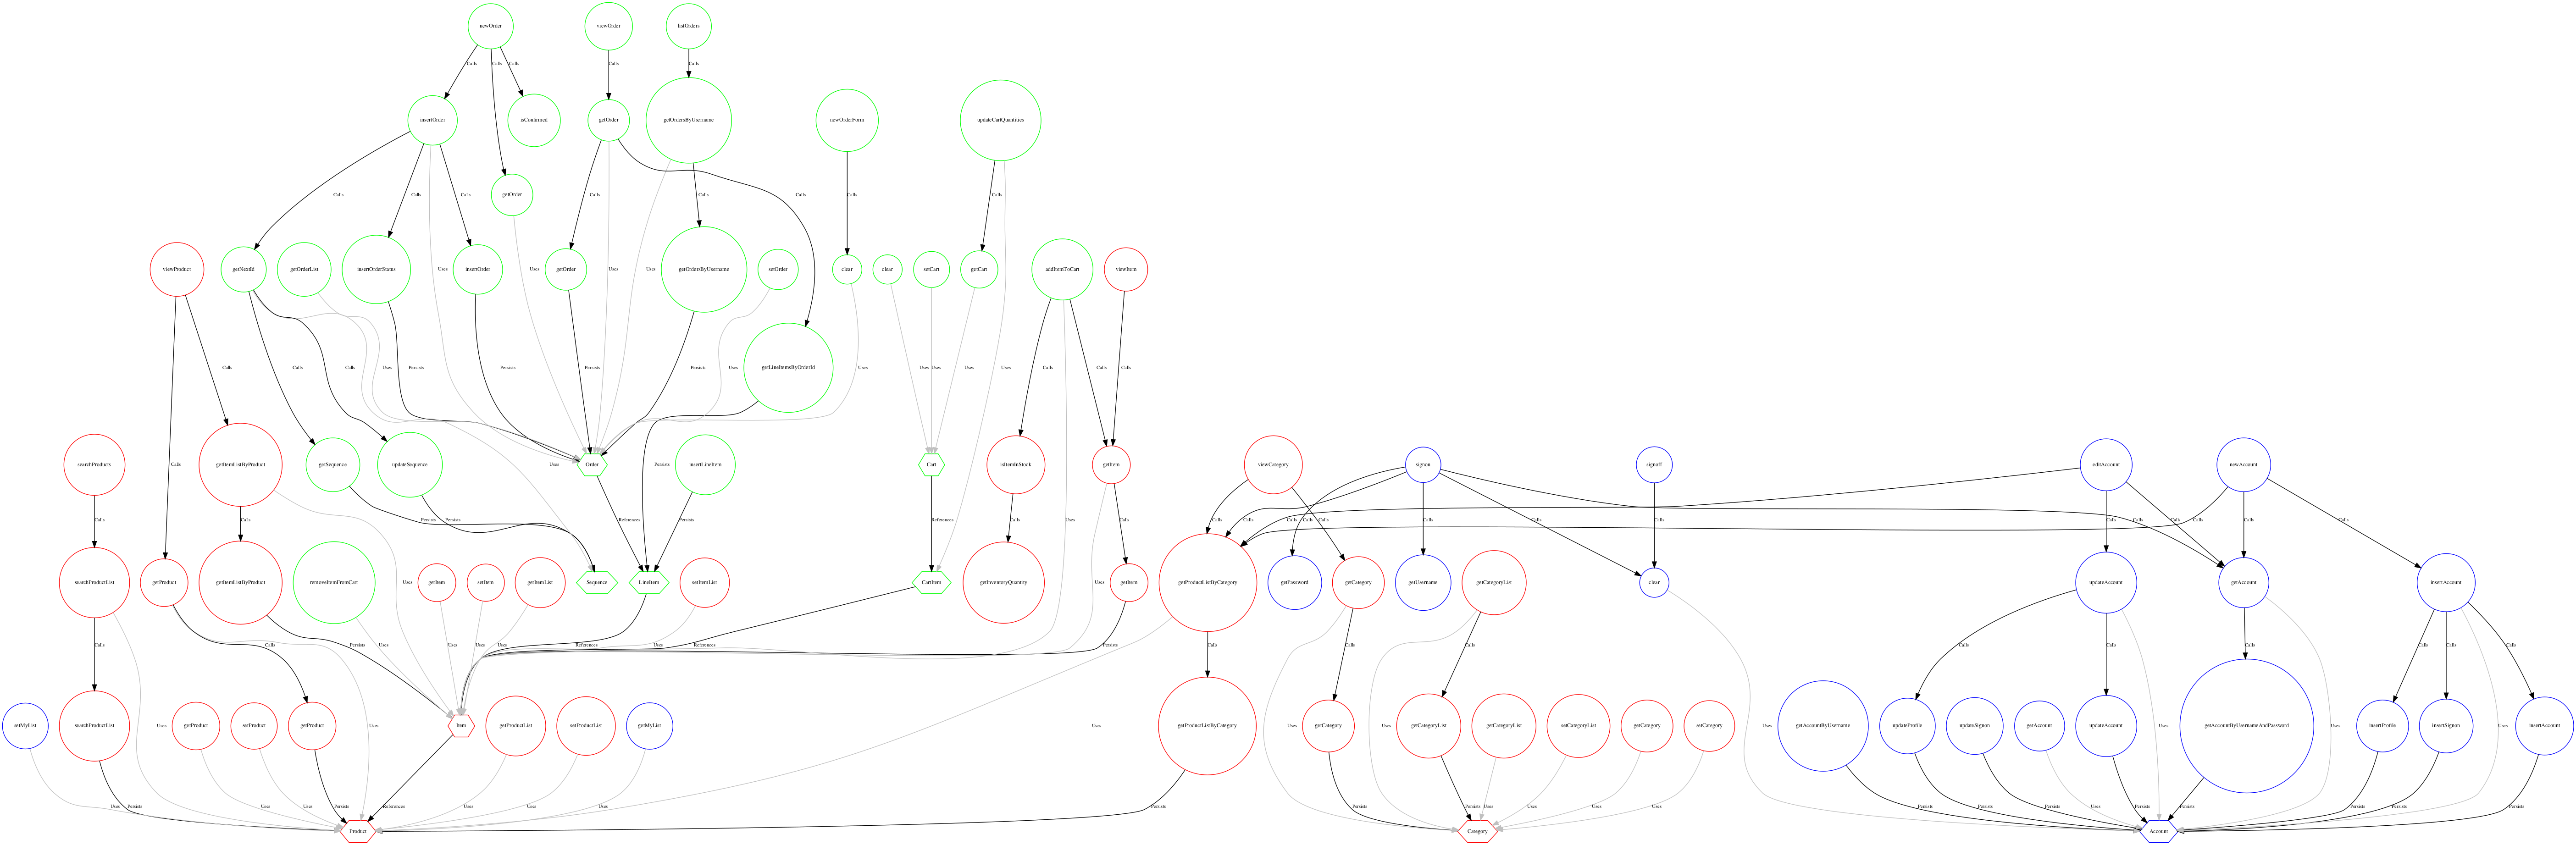 newOrder
viewOrder
listOrders
Calls
Calls
Calls
Calls
Calls
insertOrder
isConfirmed
getOrder
getOrdersByUsername
newOrderForm
updateCartQuantities
getOrder
Calls
Calls
Calls
Calls
Calls
Calls
Calls
Calls
viewProduct
getNextId
getOrderList
insertOrderStatus
Uses
insertOrder
Uses
getOrder
Uses
Uses
getOrdersByUsername
setOrder
clear
clear
setCart
getCart
addItemToCart
viewItem
Calls
Calls
Calls
Uses
Persists
Persists
Persists
Persists
Uses
getLineItemsByOrderId
Uses
Uses
Uses
Uses
Uses
Calls
Calls
Calls
searchProducts
Calls
getItemListByProduct
getSequence
updateSequence
Uses
Order
Persists
insertLineItem
Cart
isItemInStock
getItem
viewCategory
signon
signoff
editAccount
newAccount
Calls
Calls
Persists
Persists
References
Persists
References
Calls
Uses
Calls
Calls
Calls
Calls
Calls
Calls
Calls
Calls
Calls
Calls
Calls
Calls
Calls
Calls
searchProductList
getProduct
getItemListByProduct
removeItemFromCart
Uses
getItem
setItem
getItemList
Sequence
LineItem
setItemList
CartItem
getInventoryQuantity
Uses
getItem
getProductListByCategory
getPassword
getCategory
getUsername
getCategoryList
clear
updateAccount
getAccount
insertAccount
Calls
Calls
Persists
Uses
Uses
Uses
Uses
References
Uses
References
Persists
Calls
Calls
Calls
Calls
Calls
Calls
Calls
Calls
Calls
setMyList
searchProductList
Uses
getProduct
setProduct
getProduct
Uses
Item
getProductList
setProductList
getMyList
Uses
getProductListByCategory
Uses
getCategory
Uses
getCategoryList
getCategoryList
setCategoryList
getCategory
setCategory
Uses
getAccountByUsername
updateProfile
updateSignon
getAccount
updateAccount
Uses
getAccountByUsernameAndPassword
Uses
insertProfile
insertSignon
Uses
insertAccount
Uses
Persists
Uses
Uses
Persists
References
Uses
Uses
Uses
Persists
Persists
Persists
Uses
Uses
Uses
Uses
Persists
Persists
Persists
Uses
Persists
Persists
Persists
Persists
Persists
Product
Category
Account